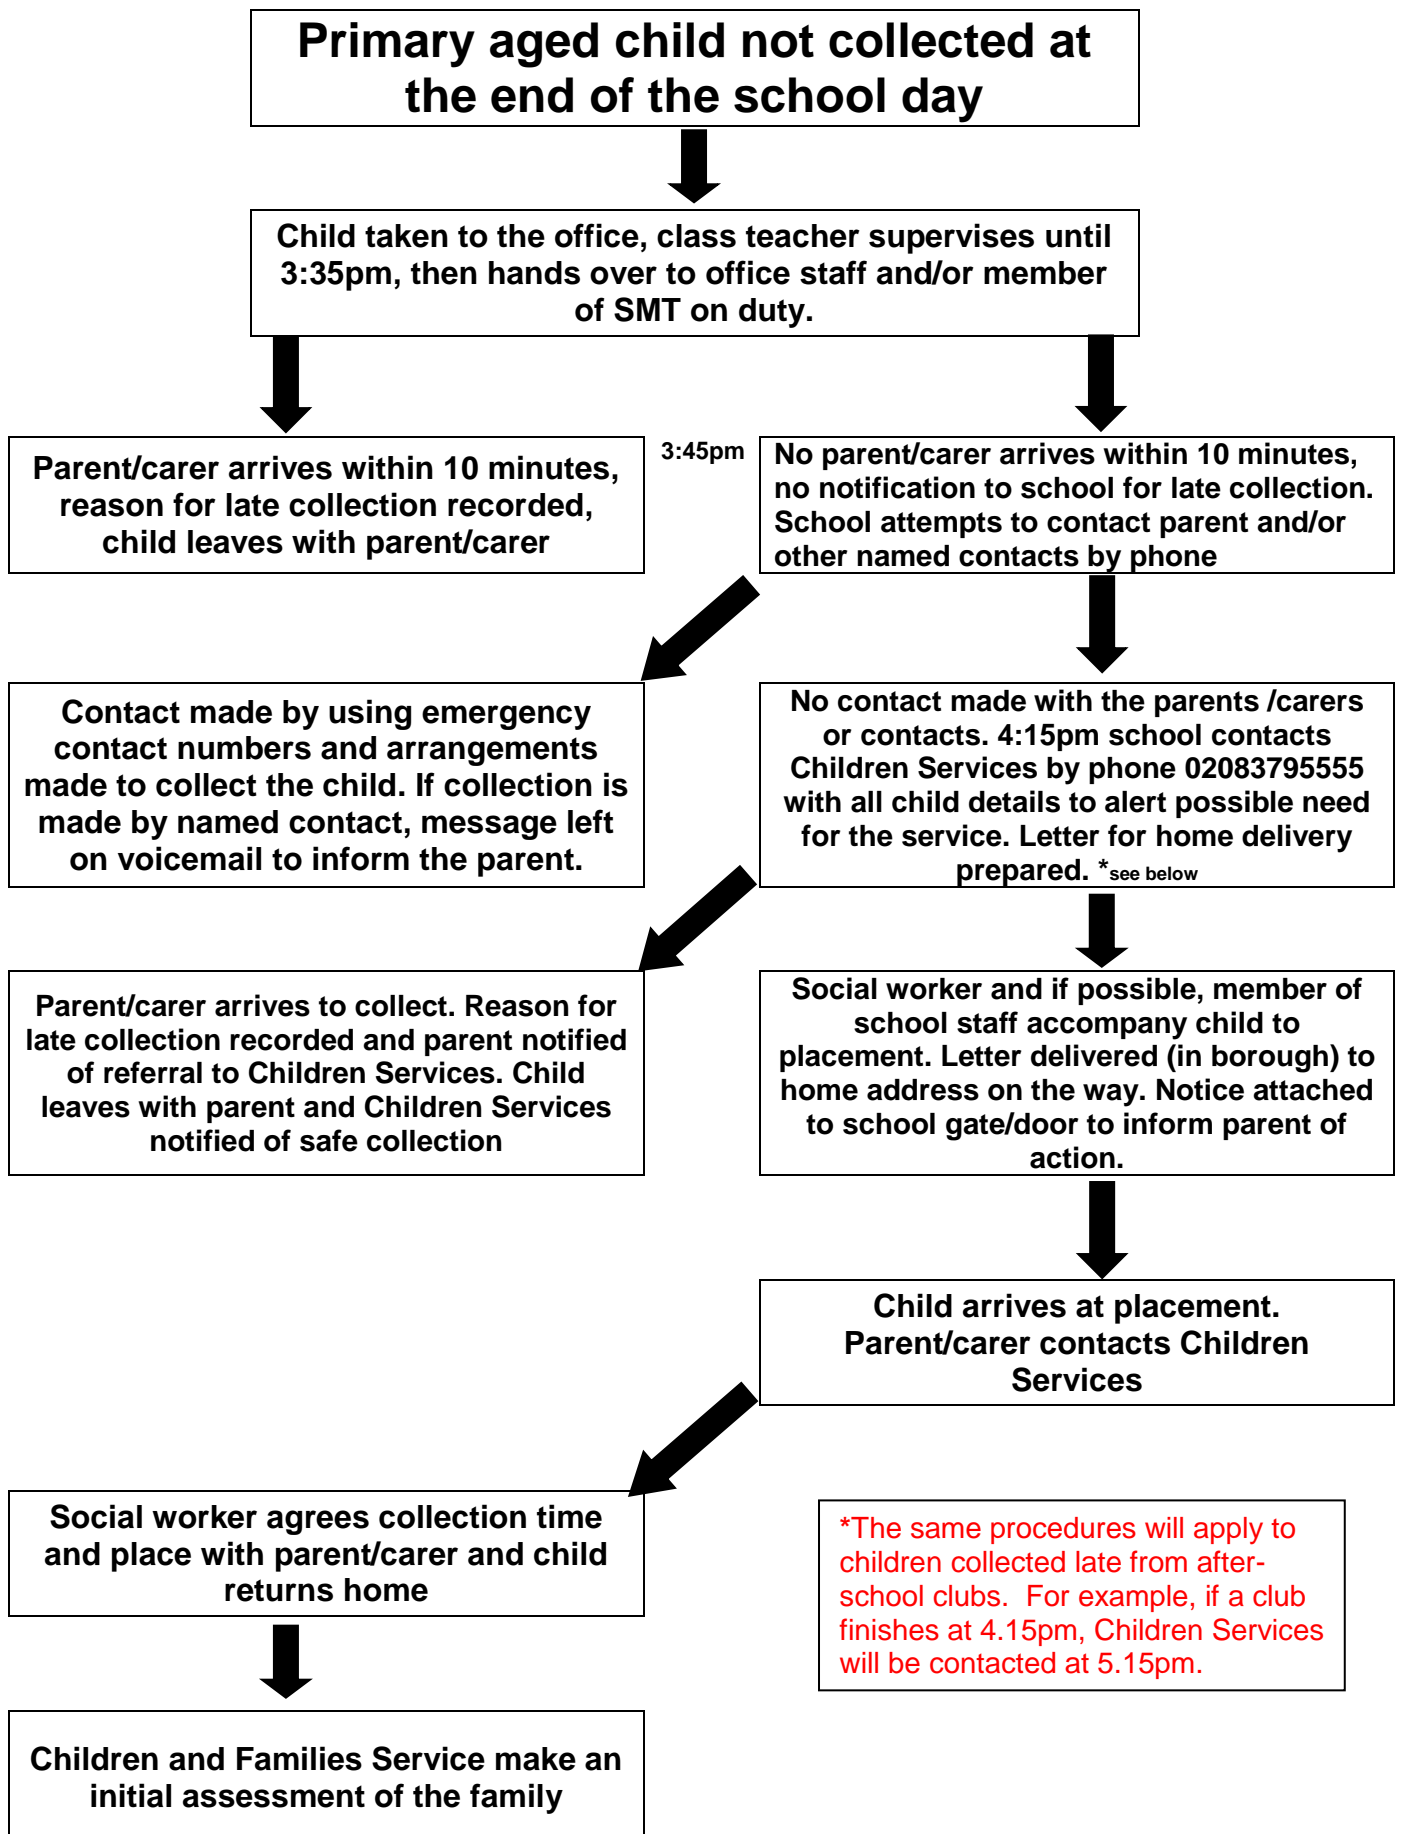 Primary aged child not collected at
the end of the school day
Child taken to the office, class teacher supervises until
3:35pm, then hands over to office staff and/or member
of SMT on duty.
Parent/carer arrives within 10 minutes,
reason for late collection recorded,
child leaves with parent/carer
3:45pm
No parent/carer arrives within 10 minutes,
no notification to school for late collection.
School attempts to contact parent and/or
other named contacts by phone
Contact made by using emergency
contact numbers and arrangements
made to collect the child. If collection is
made by named contact, message left
on voicemail to inform the parent.
No contact made with the parents /carers
or contacts. 4:15pm school contacts
Children Services by phone 02083795555
with all child details to alert possible need
for the service. Letter for home delivery
prepared. *see below
Parent/carer arrives to collect. Reason for
late collection recorded and parent notified
of referral to Children Services. Child
leaves with parent and Children Services
notified of safe collection
Social worker and if possible, member of
school staff accompany child to
placement. Letter delivered (in borough) to
home address on the way. Notice attached
to school gate/door to inform parent of
action.
Child arrives at placement.
Parent/carer contacts Children
Services
Social worker agrees collection time
and place with parent/carer and child
returns home
*The same procedures will apply to
children collected late from after-
school clubs.  For example, if a club
finishes at 4.15pm, Children Services
will be contacted at 5.15pm.
Children and Families Service make an
initial assessment of the family